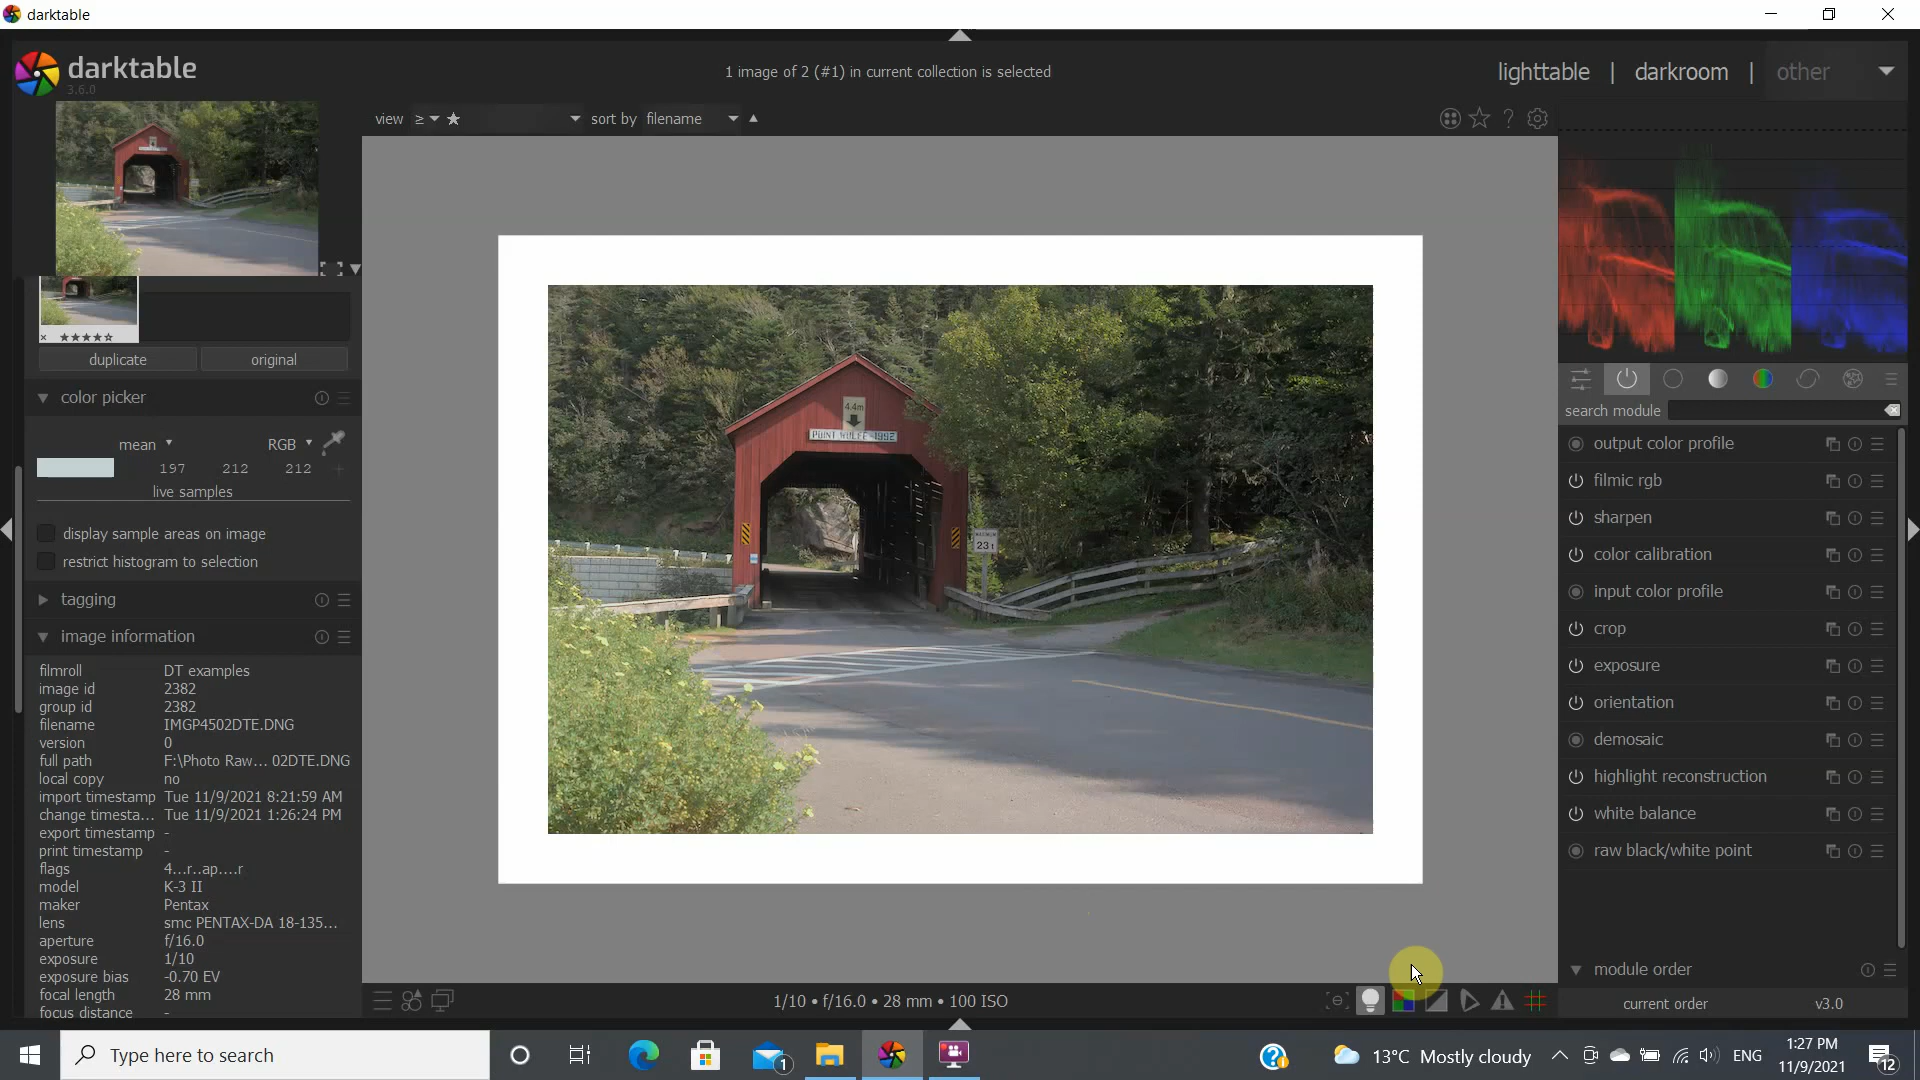 darktable
darktable
3.6.0
1 image of 2 (#1) in current collection is selected
lighttable | darkroom | other
view ≥ ★ sort by filename
?
× ★★★★☆
duplicate original
color picker
mean RGB
197 212 212 +
live samples
display sample areas on image
restrict histogram to selection
tagging
image information
filmroll DT examples
image id 2382
group id 2382
filename IMGP4502DTE.DNG
version 0
full path F:\Photo Raw... 02DTE.DNG
local copy no
import timestamp Tue 11/9/2021 8:21:59 AM
change timesta... Tue 11/9/2021 1:26:24 PM
export timestamp -
print timestamp -
flags 4...r..ap....r
model K-3 II
maker Pentax
lens smc PENTAX-DA 18-135...
aperture f/16.0
exposure 1/10
exposure bias -0.70 EV
focal length 28 mm
focus distance -
4.4m
POINT WOLFE 1992
MAXIMUM
23 t
1/10 • f/16.0 • 28 mm • 100 ISO
search module
output color profile
filmic rgb
sharpen
color calibration
input color profile
crop
exposure
orientation
demosaic
highlight reconstruction
white balance
raw black/white point
module order
current order v3.0
Type here to search
1
13°C Mostly cloudy
ENG
1:27 PM
11/9/2021
12